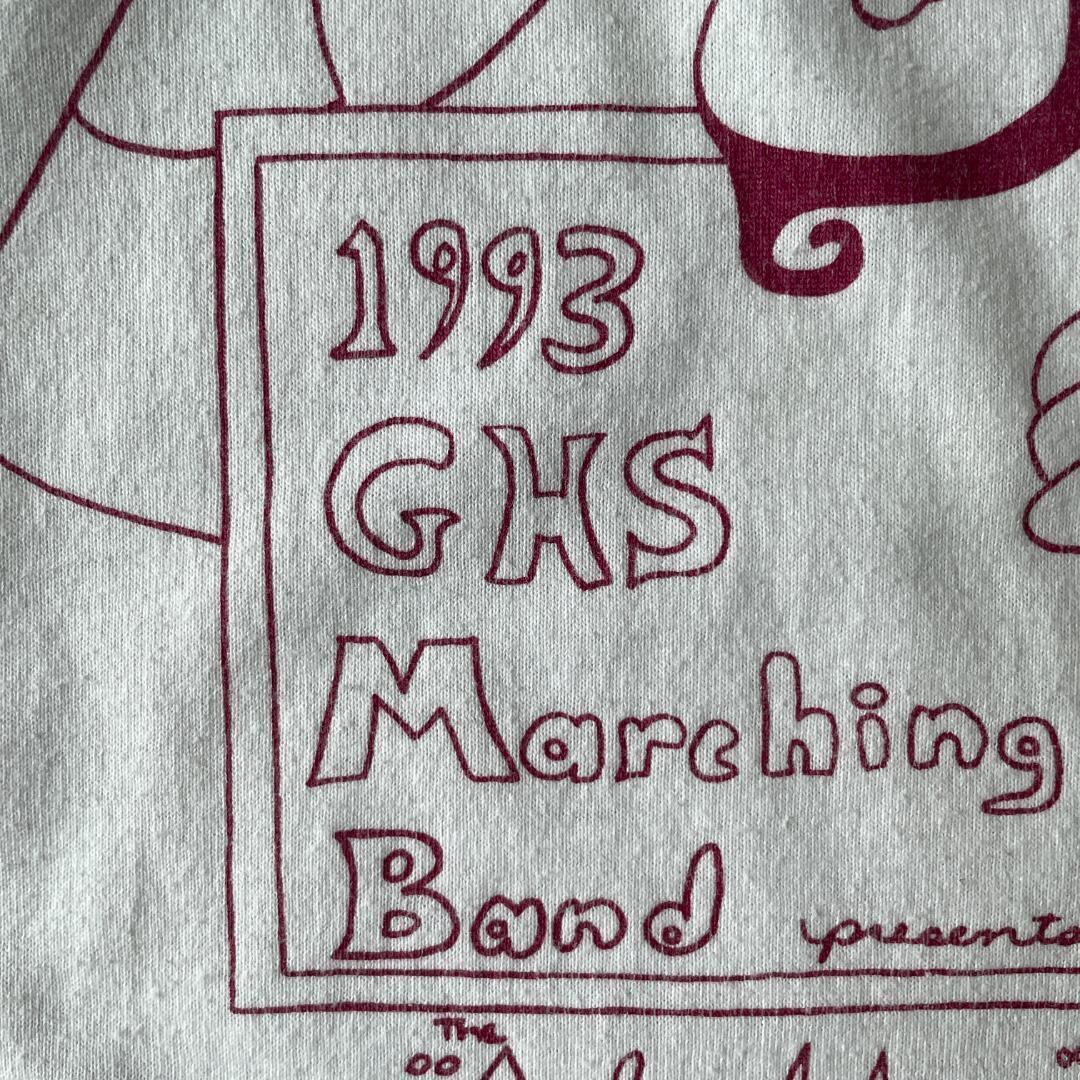 1993
GHS
Marching
Band presents
The